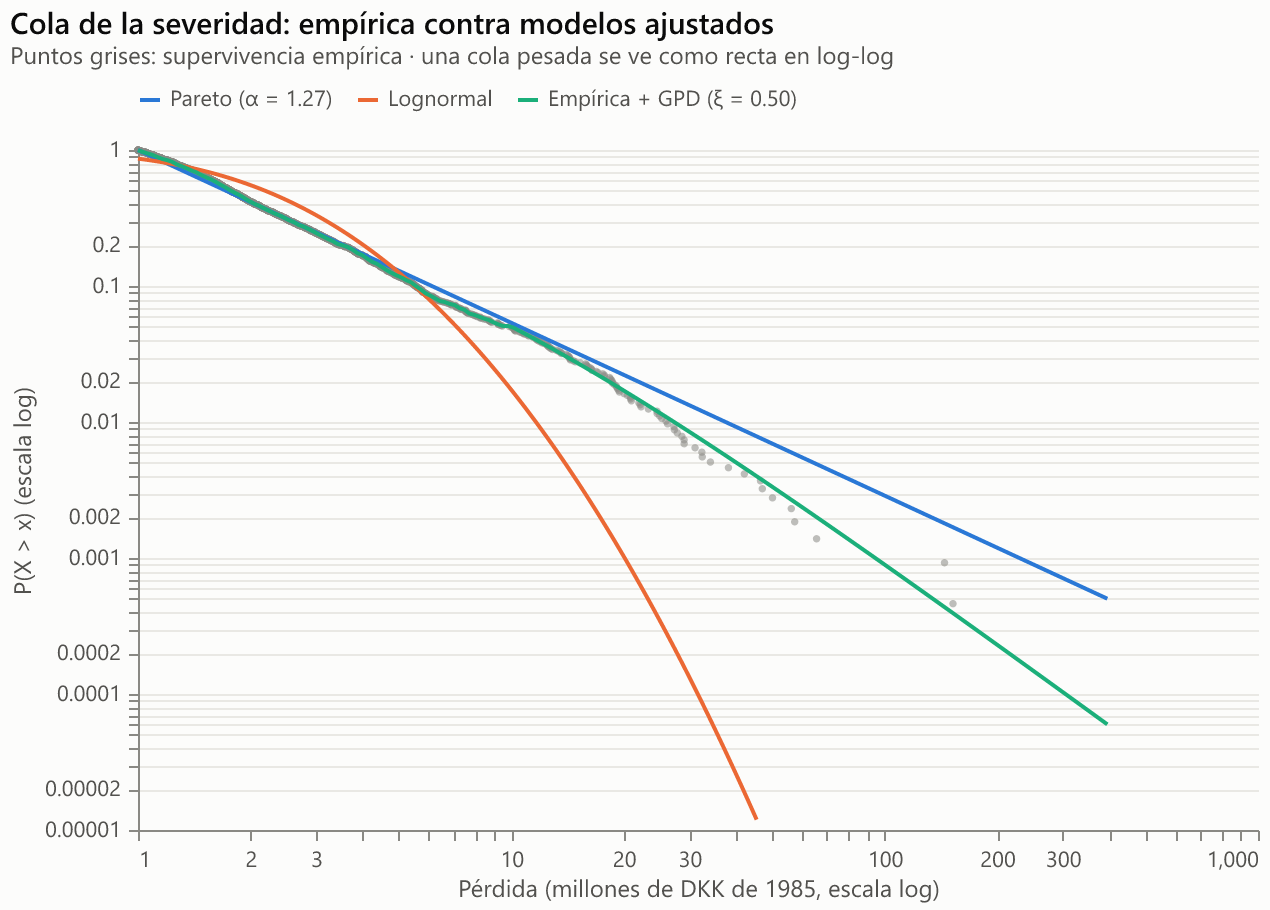 Cola de la severidad: empírica contra modelos ajustados
Puntos grises: supervivencia empírica · una cola pesada se ve como recta en log-log
Pareto (α = 1.27) Lognormal Empírica + GPD (ξ = 0.50)
P(X > x) (escala log)
1
0.2
0.1
0.02
0.01
0.002
0.001
0.0002
0.0001
0.00002
0.00001
1 2 3 10 20 30 100 200 300 1,000
Pérdida (millones de DKK de 1985, escala log)